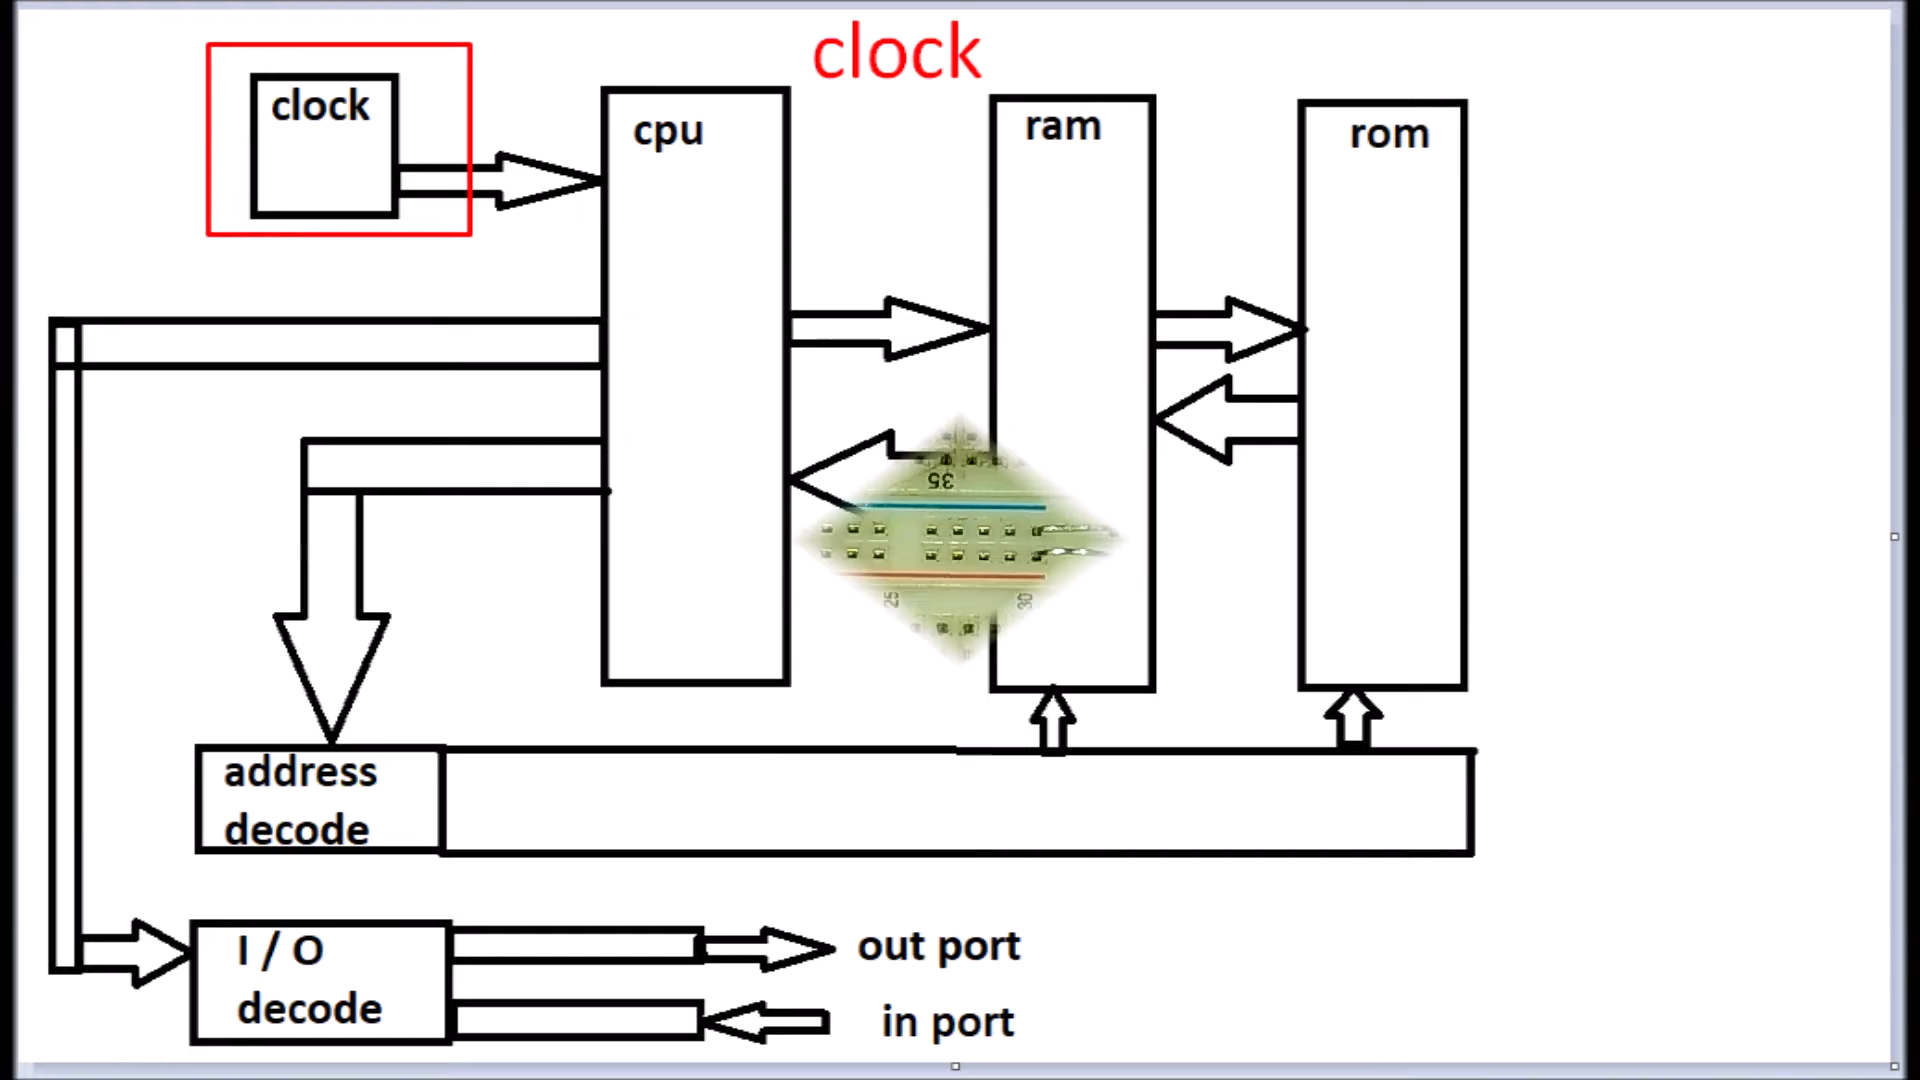 clock
clock
cpu
ram
rom
35
25
30
address
decode
I / O
decode
out port
in port